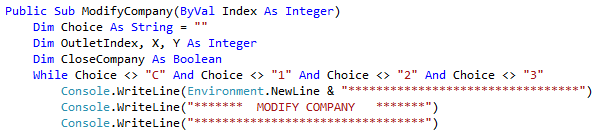 Public Sub ModifyCompany(ByVal Index As Integer)
Dim Choice As String = ""
Dim OutletIndex, X, Y As Integer
Dim CloseCompany As Boolean
While Choice <> "C" And Choice <> "1" And Choice <> "2" And Choice <> "3"
Console.WriteLine(Environment.NewLine & "*********************************")
Console.WriteLine("*******  MODIFY COMPANY   *******")
Console.WriteLine("*********************************")